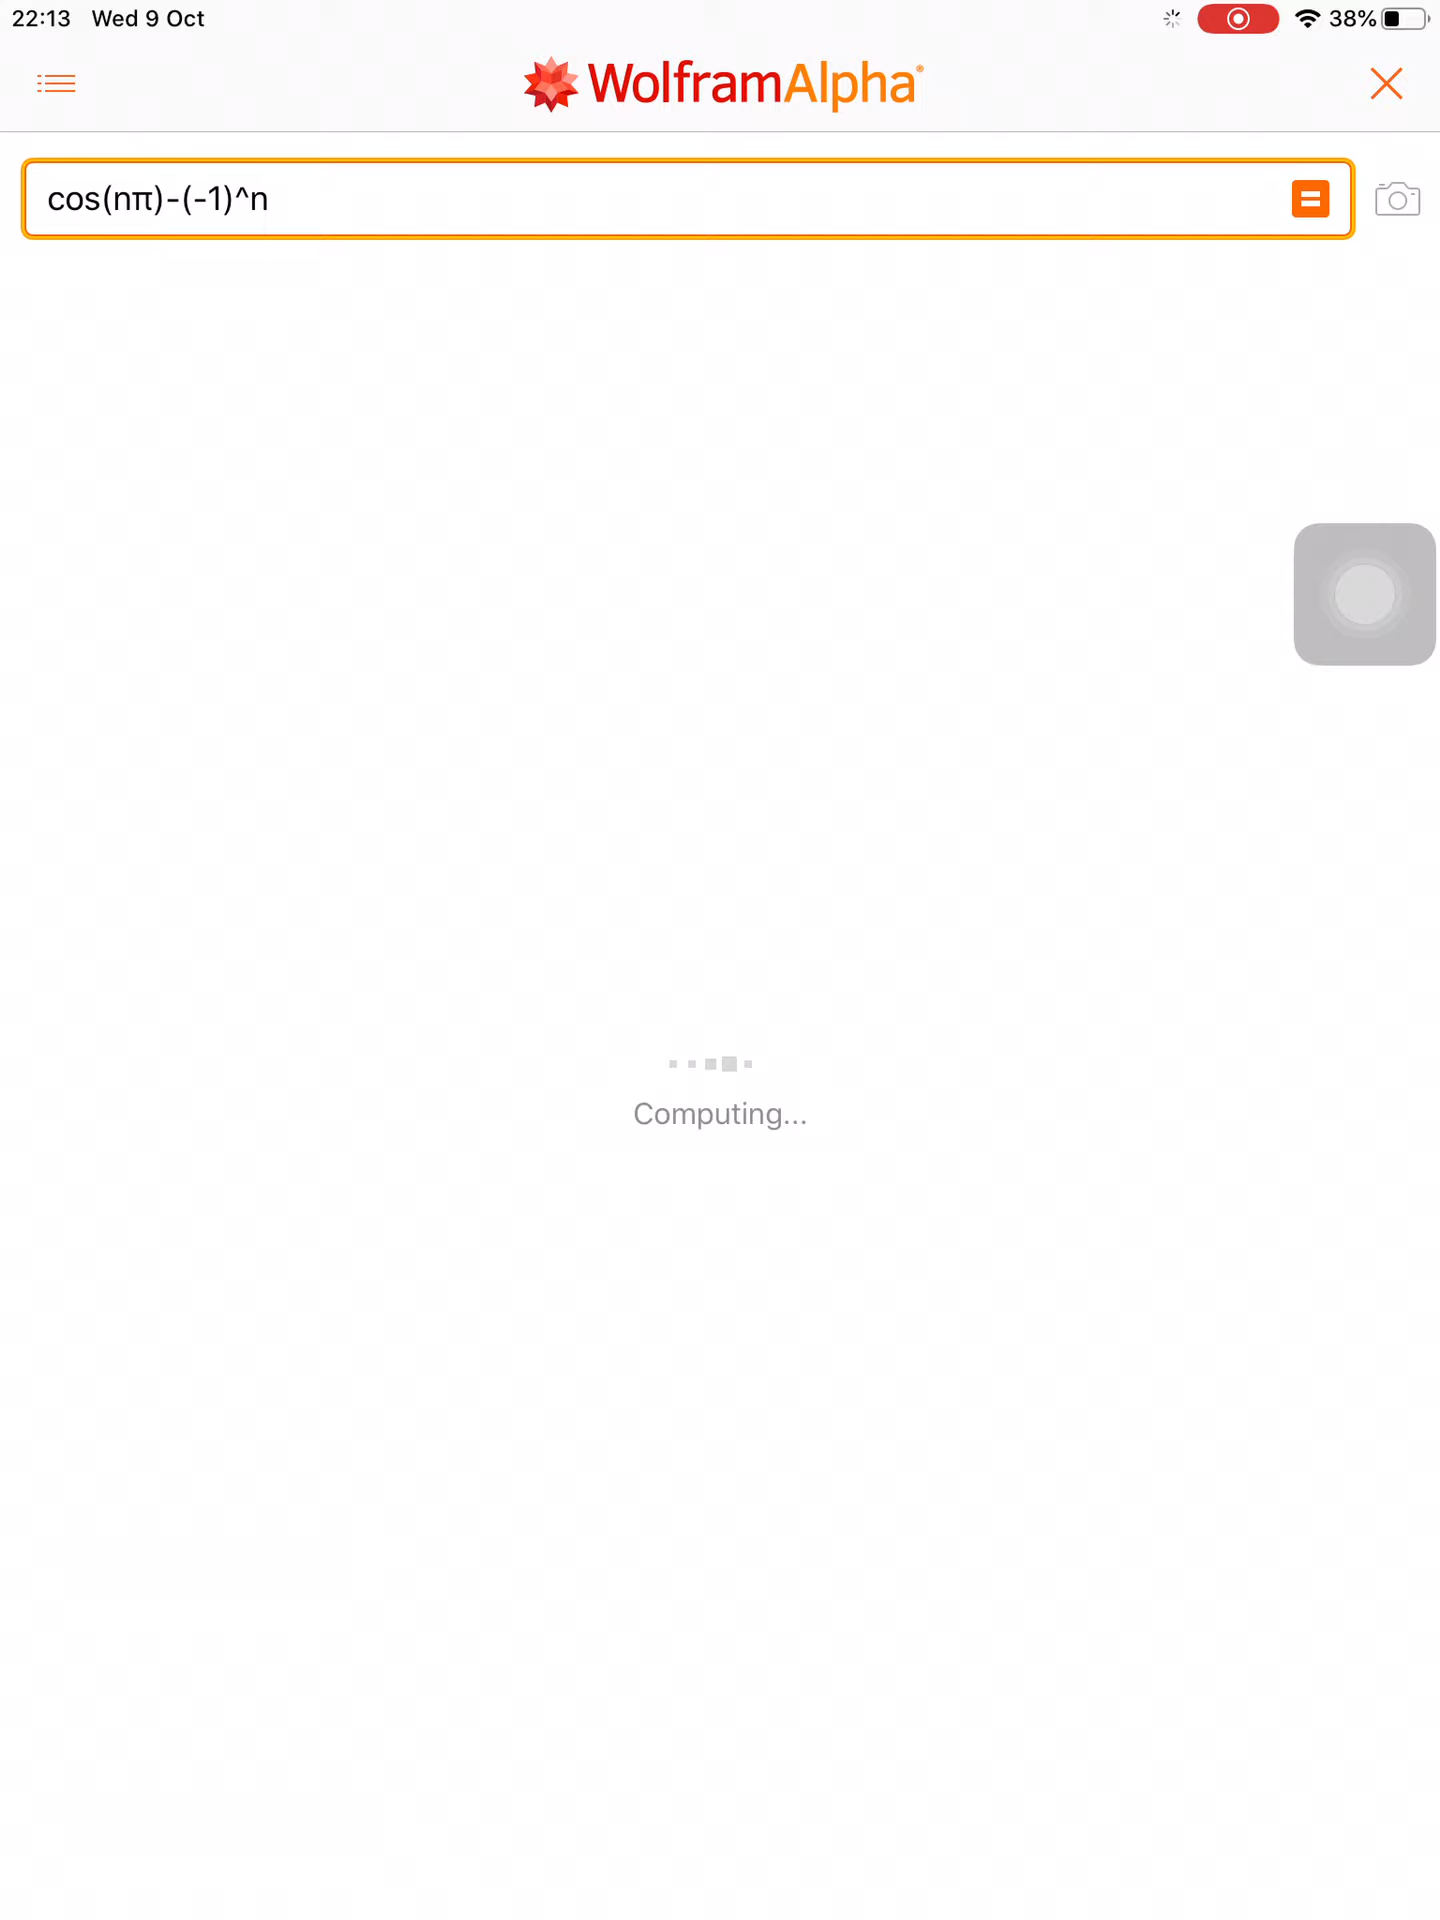 22:13 Wed 9 Oct 38%
WolframAlpha
cos(nπ)-(-1)^n
Computing...